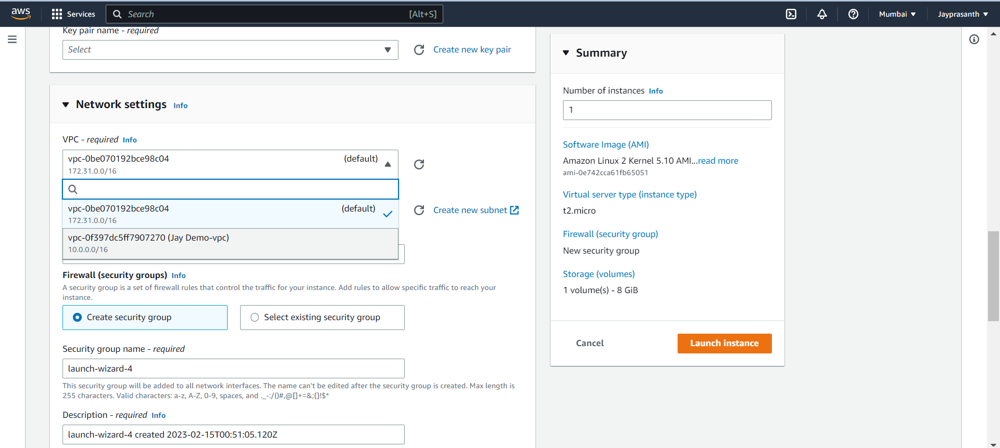 aws
Services
Search [Alt+S]
Mumbai
Jayprasanth
Key pair name - required
Select
Create new key pair
Network settings Info
VPC - required Info
vpc-0be070192bce98c04 (default)
172.31.0.0/16
vpc-0be070192bce98c04 (default)
172.31.0.0/16
Create new subnet
vpc-0f397dc5ff7907270 (Jay Demo-vpc)
10.0.0.0/16
Firewall (security groups) Info
A security group is a set of firewall rules that control the traffic for your instance. Add rules to allow specific traffic to reach your
instance.
Create security group
Select existing security group
Security group name - required
launch-wizard-4
This security group will be added to all network interfaces. The name can't be edited after the security group is created. Max length is
255 characters. Valid characters: a-z, A-Z, 0-9, spaces, and ._-:/()#,@[]+=&;{}!$*
Description - required Info
launch-wizard-4 created 2023-02-15T00:51:05.120Z
Summary
Number of instances Info
1
Software Image (AMI)
Amazon Linux 2 Kernel 5.10 AMI...read more
ami-0e742cca61fb65051
Virtual server type (instance type)
t2.micro
Firewall (security group)
New security group
Storage (volumes)
1 volume(s) - 8 GiB
Cancel
Launch instance